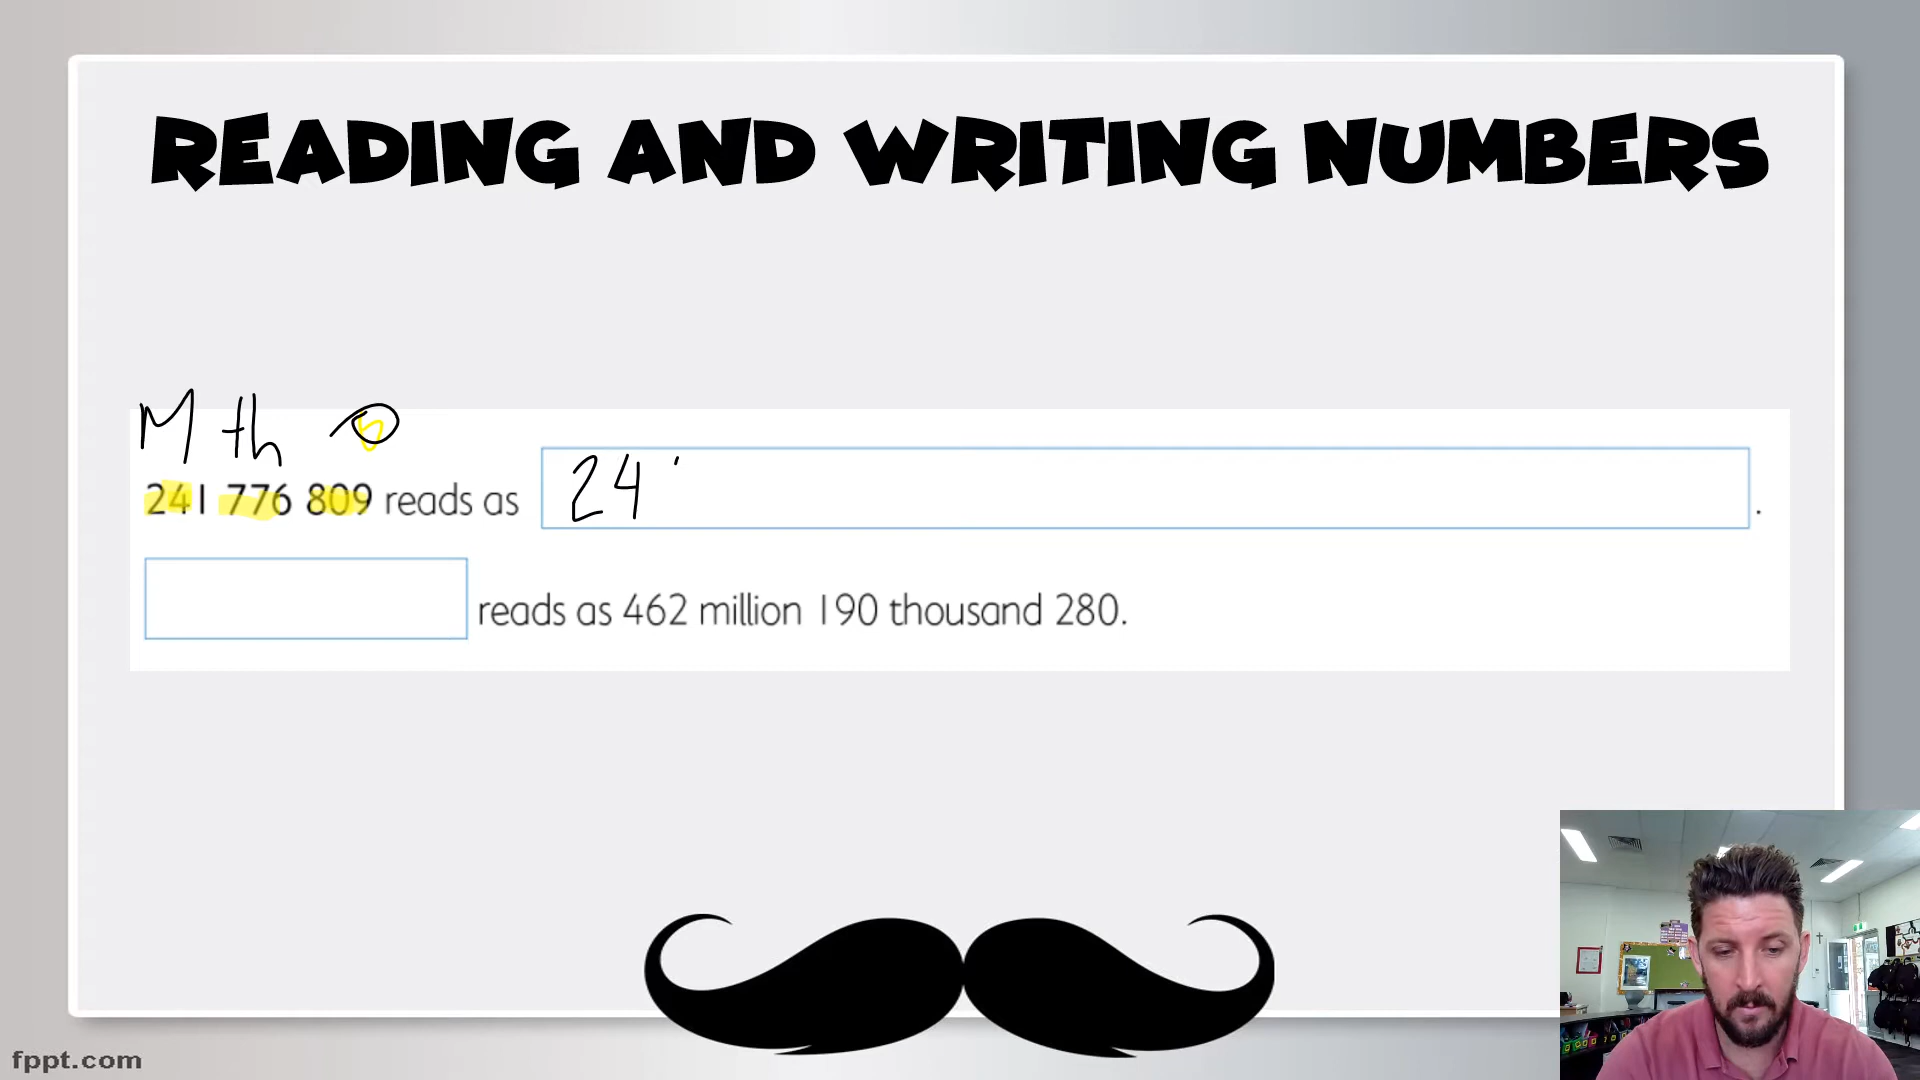 READING AND WRITING NUMBERS
M th O
241 776 809 reads as 24 .
reads as 462 million 190 thousand 280.
fppt.com